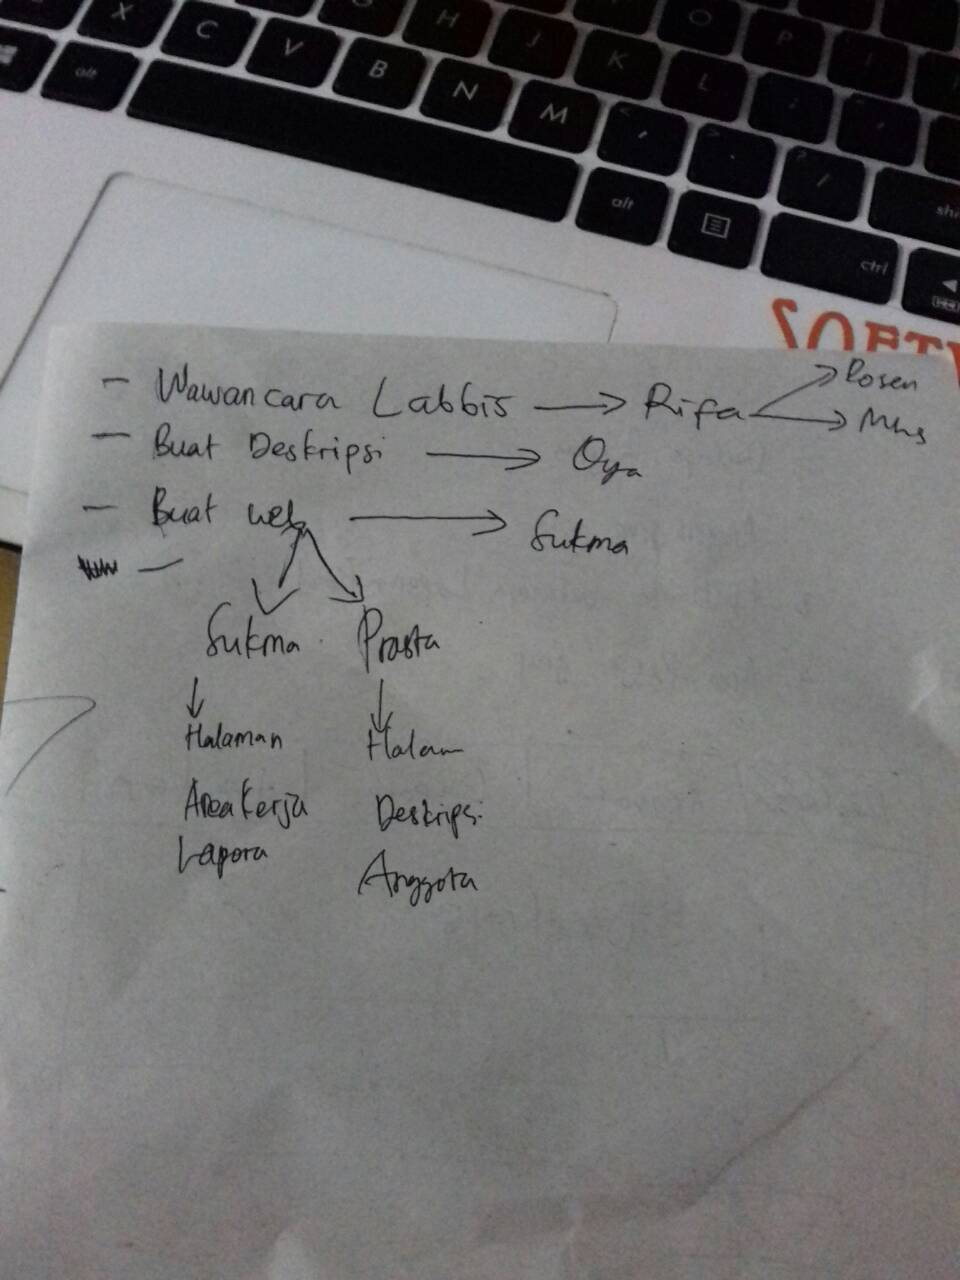 X C V B N M
H J K L O P
alt alt ctrl
SOFT
- Wawancara Labbis → Rifa → Dosen
→ Mhs
- Buat Deskripsi → Oya
- Buat web → Sukma
-
Sukma Prasta
↓ ↓
Halaman Halam
Area Kerja Deskripsi
Lapora Anggota